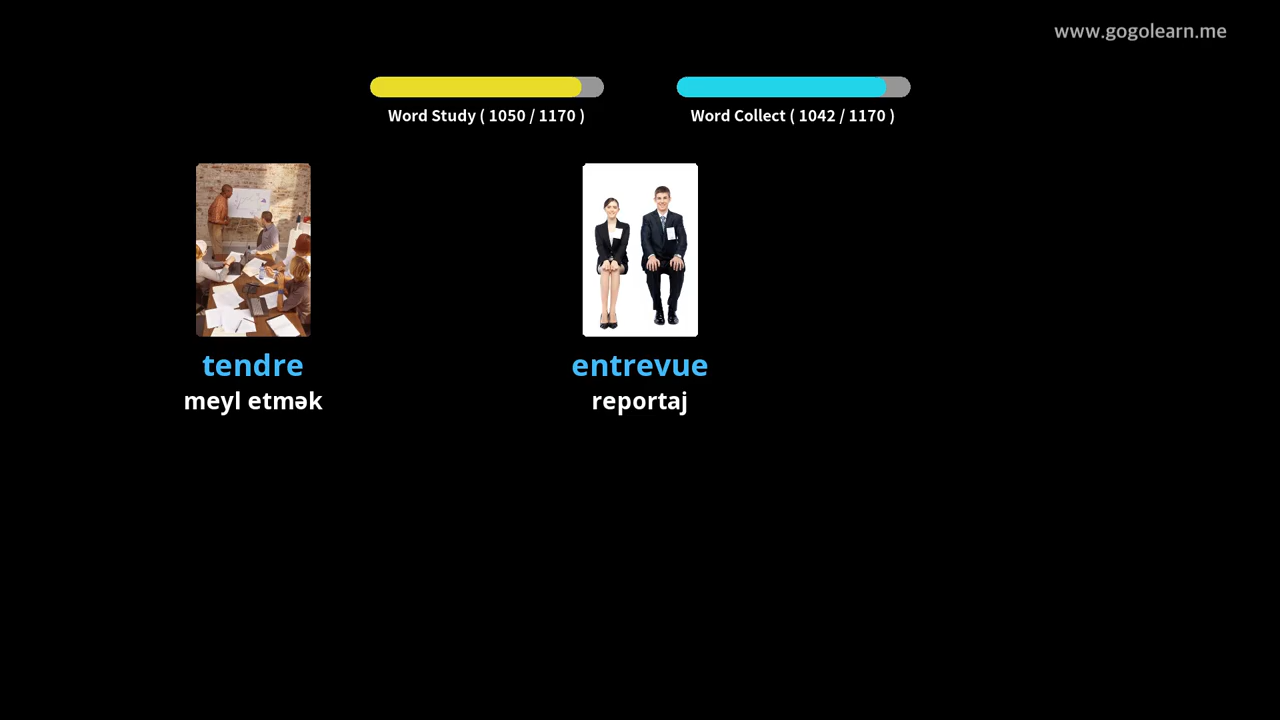 www.gogolearn.me
Word Study ( 1050 / 1170 )
Word Collect ( 1042 / 1170 )
tendre
meyl etmək
entrevue
reportaj